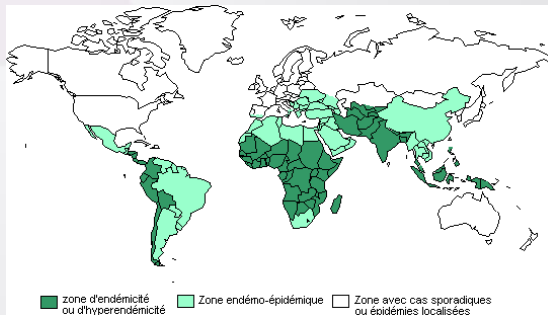 zone d'endémicité
ou d'hyperendémicité
Zone endémo-épidémique
Zone avec cas sporadiques
ou épidémies localisées